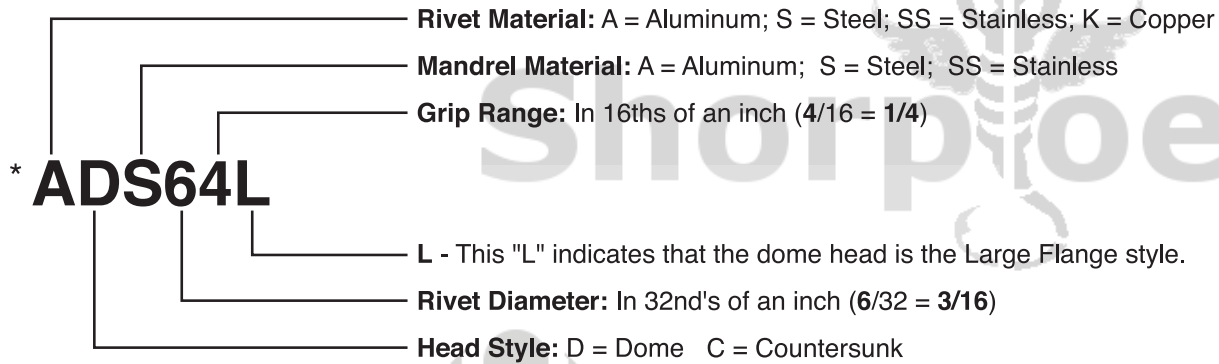 Rivet Material: A = Aluminum; S = Steel; SS = Stainless; K = Copper
Mandrel Material: A = Aluminum; S = Steel; SS = Stainless
Grip Range: In 16ths of an inch (4/16 = 1/4)
Shorpioe
* ADS64L
L - This "L" indicates that the dome head is the Large Flange style.
Rivet Diameter: In 32nd's of an inch (6/32 = 3/16)
Head Style: D = Dome C = Countersunk